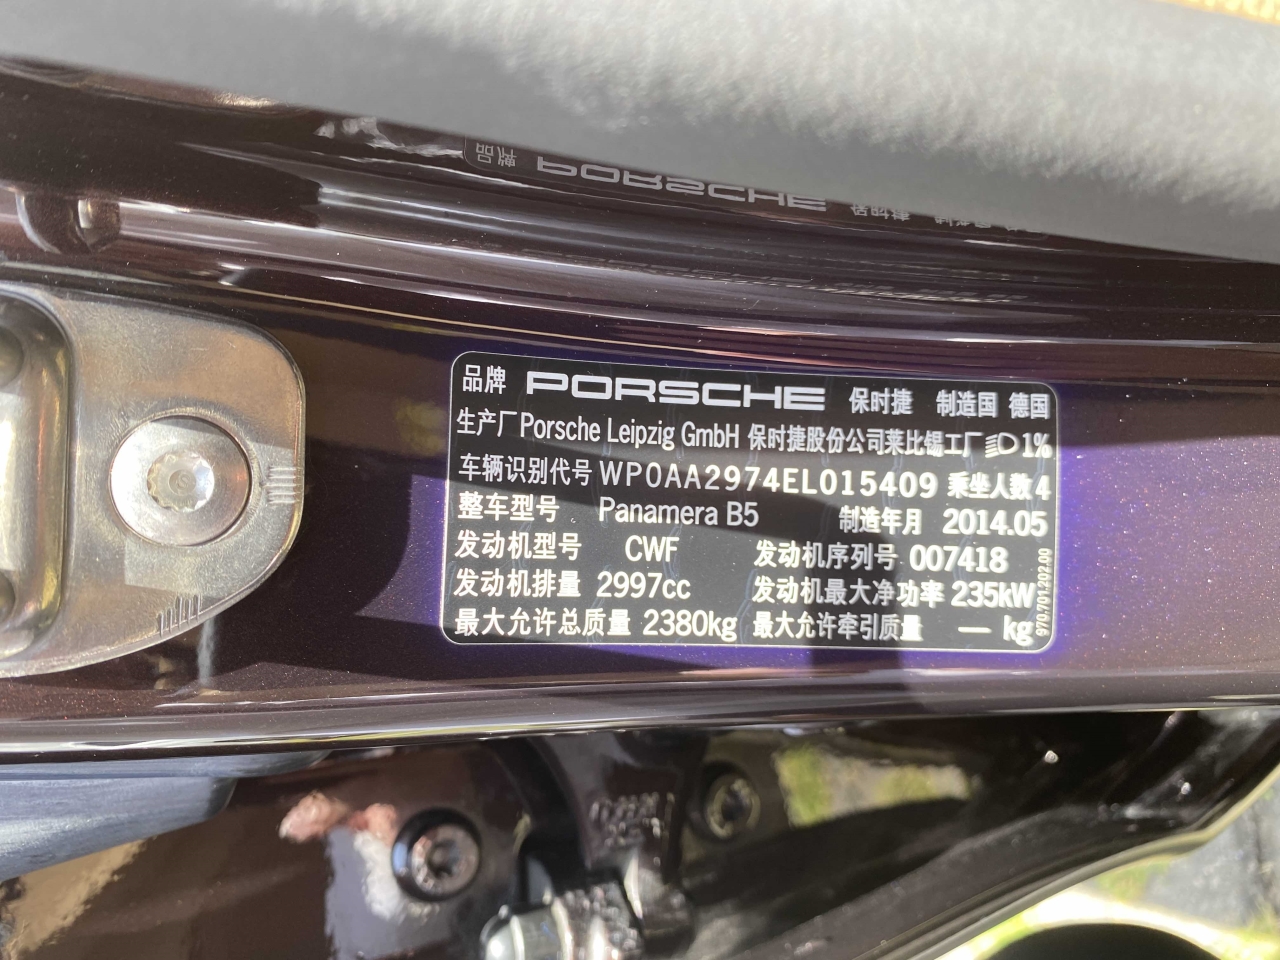 品牌 PORSCHE 保时捷 制造国 德国
生产厂 Porsche Leipzig GmbH 保时捷股份公司莱比锡工厂 1%
车辆识别代号 WP0AA2974EL015409 乘坐人数 4
整车型号 Panamera B5 制造年月 2014.05
发动机型号 CWF 发动机序列号 007418
发动机排量 2997cc 发动机最大净功率 235kW
最大允许总质量 2380kg 最大允许牵引质量 — kg
970.701.202.00